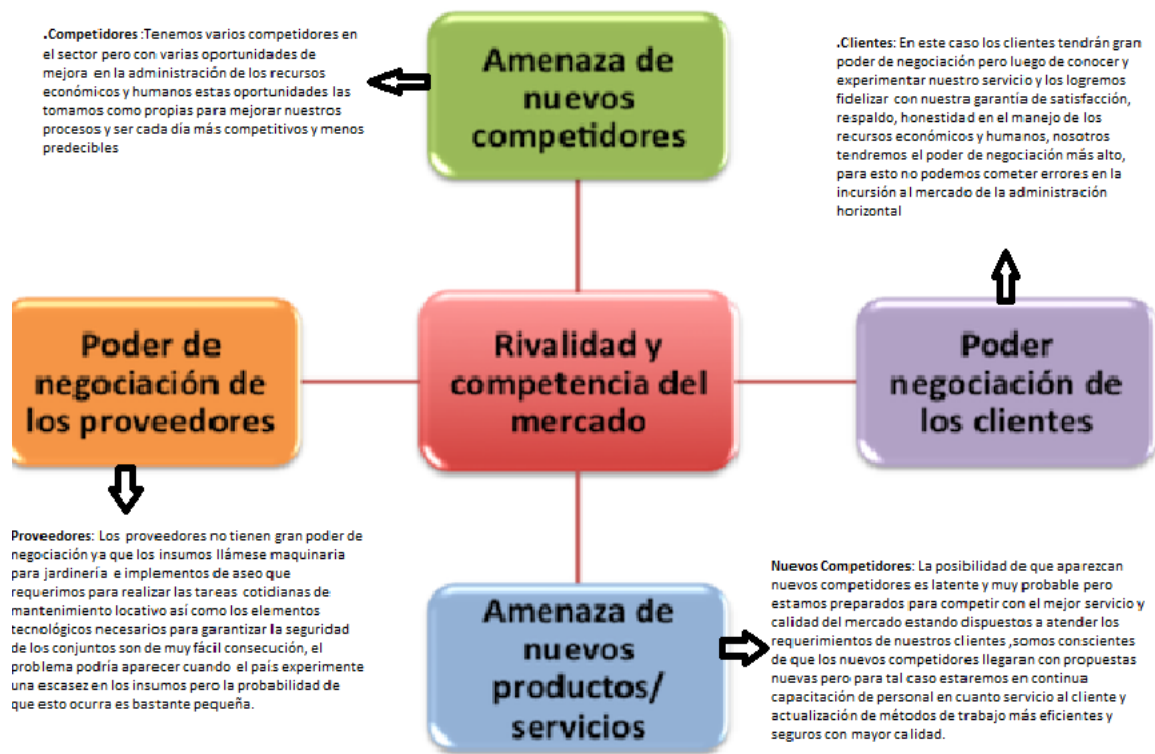 .Competidores :Tenemos varios competidores en
el sector pero con varias oportunidades de
mejora en la administración de los recursos
económicos y humanos estas oportunidades las
tomamos como propias para mejorar nuestros
procesos y ser cada día más competitivos y menos
predecibles
Amenaza de
nuevos
competidores
.Clientes: En este caso los clientes tendrán gran
poder de negociación pero luego de conocer y
experimentar nuestro servicio y los logremos
fidelizar con nuestra garantía de satisfacción,
respaldo, honestidad en el manejo de los
recursos económicos y humanos, nosotros
tendremos el poder de negociación más alto,
para esto no podemos cometer errores en la
incursión al mercado de la administración
horizontal
Poder de
negociación de
los proveedores
Rivalidad y
competencia del
mercado
Poder
negociación de
los clientes
Proveedores: Los proveedores no tienen gran poder de
negociación ya que los insumos llámese maquinaria
para jardinería e implementos de aseo que
requerimos para realizar las tareas cotidianas de
mantenimiento locativo así como los elementos
tecnológicos necesarios para garantizar la seguridad
de los conjuntos son de muy fácil consecución, el
problema podría aparecer cuando el país experimente
una escasez en los insumos pero la probabilidad de
que esto ocurra es bastante pequeña.
Amenaza de
nuevos
productos/
servicios
Nuevos Competidores: La posibilidad de que aparezcan
nuevos competidores es latente y muy probable pero
estamos preparados para competir con el mejor servicio y
calidad del mercado estando dispuestos a atender los
requerimientos de nuestros clientes ,somos conscientes
de que los nuevos competidores llegaran con propuestas
nuevas pero para tal caso estaremos en continua
capacitación de personal en cuanto servicio al cliente y
actualización de métodos de trabajo más eficientes y
seguros con mayor calidad.